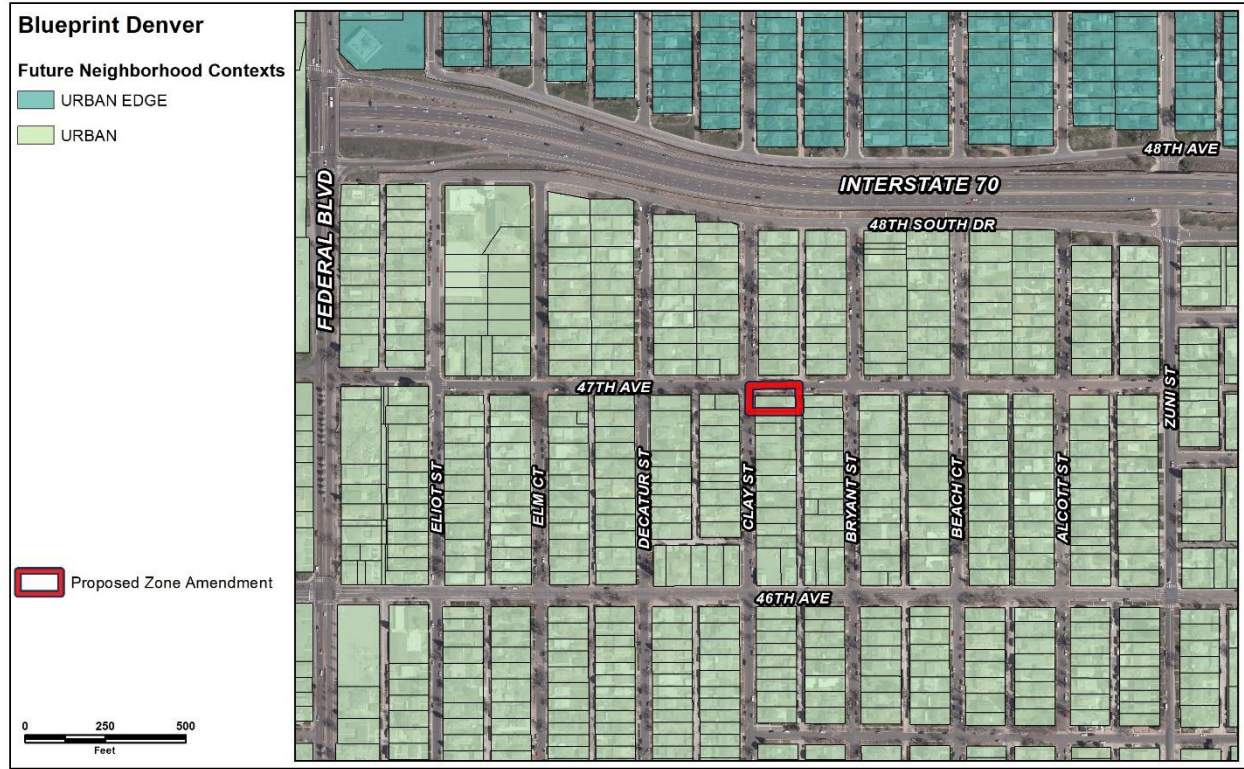 Blueprint Denver
Future Neighborhood Contexts
URBAN EDGE
URBAN
Proposed Zone Amendment
0 250 500
Feet
48TH AVE
INTERSTATE 70
48TH SOUTH DR
FEDERAL BLVD
47TH AVE
ZUNI ST
ELIOT ST
ELM CT
DECATUR ST
CLAY ST
BRYANT ST
BEACH CT
ALCOTT ST
46TH AVE